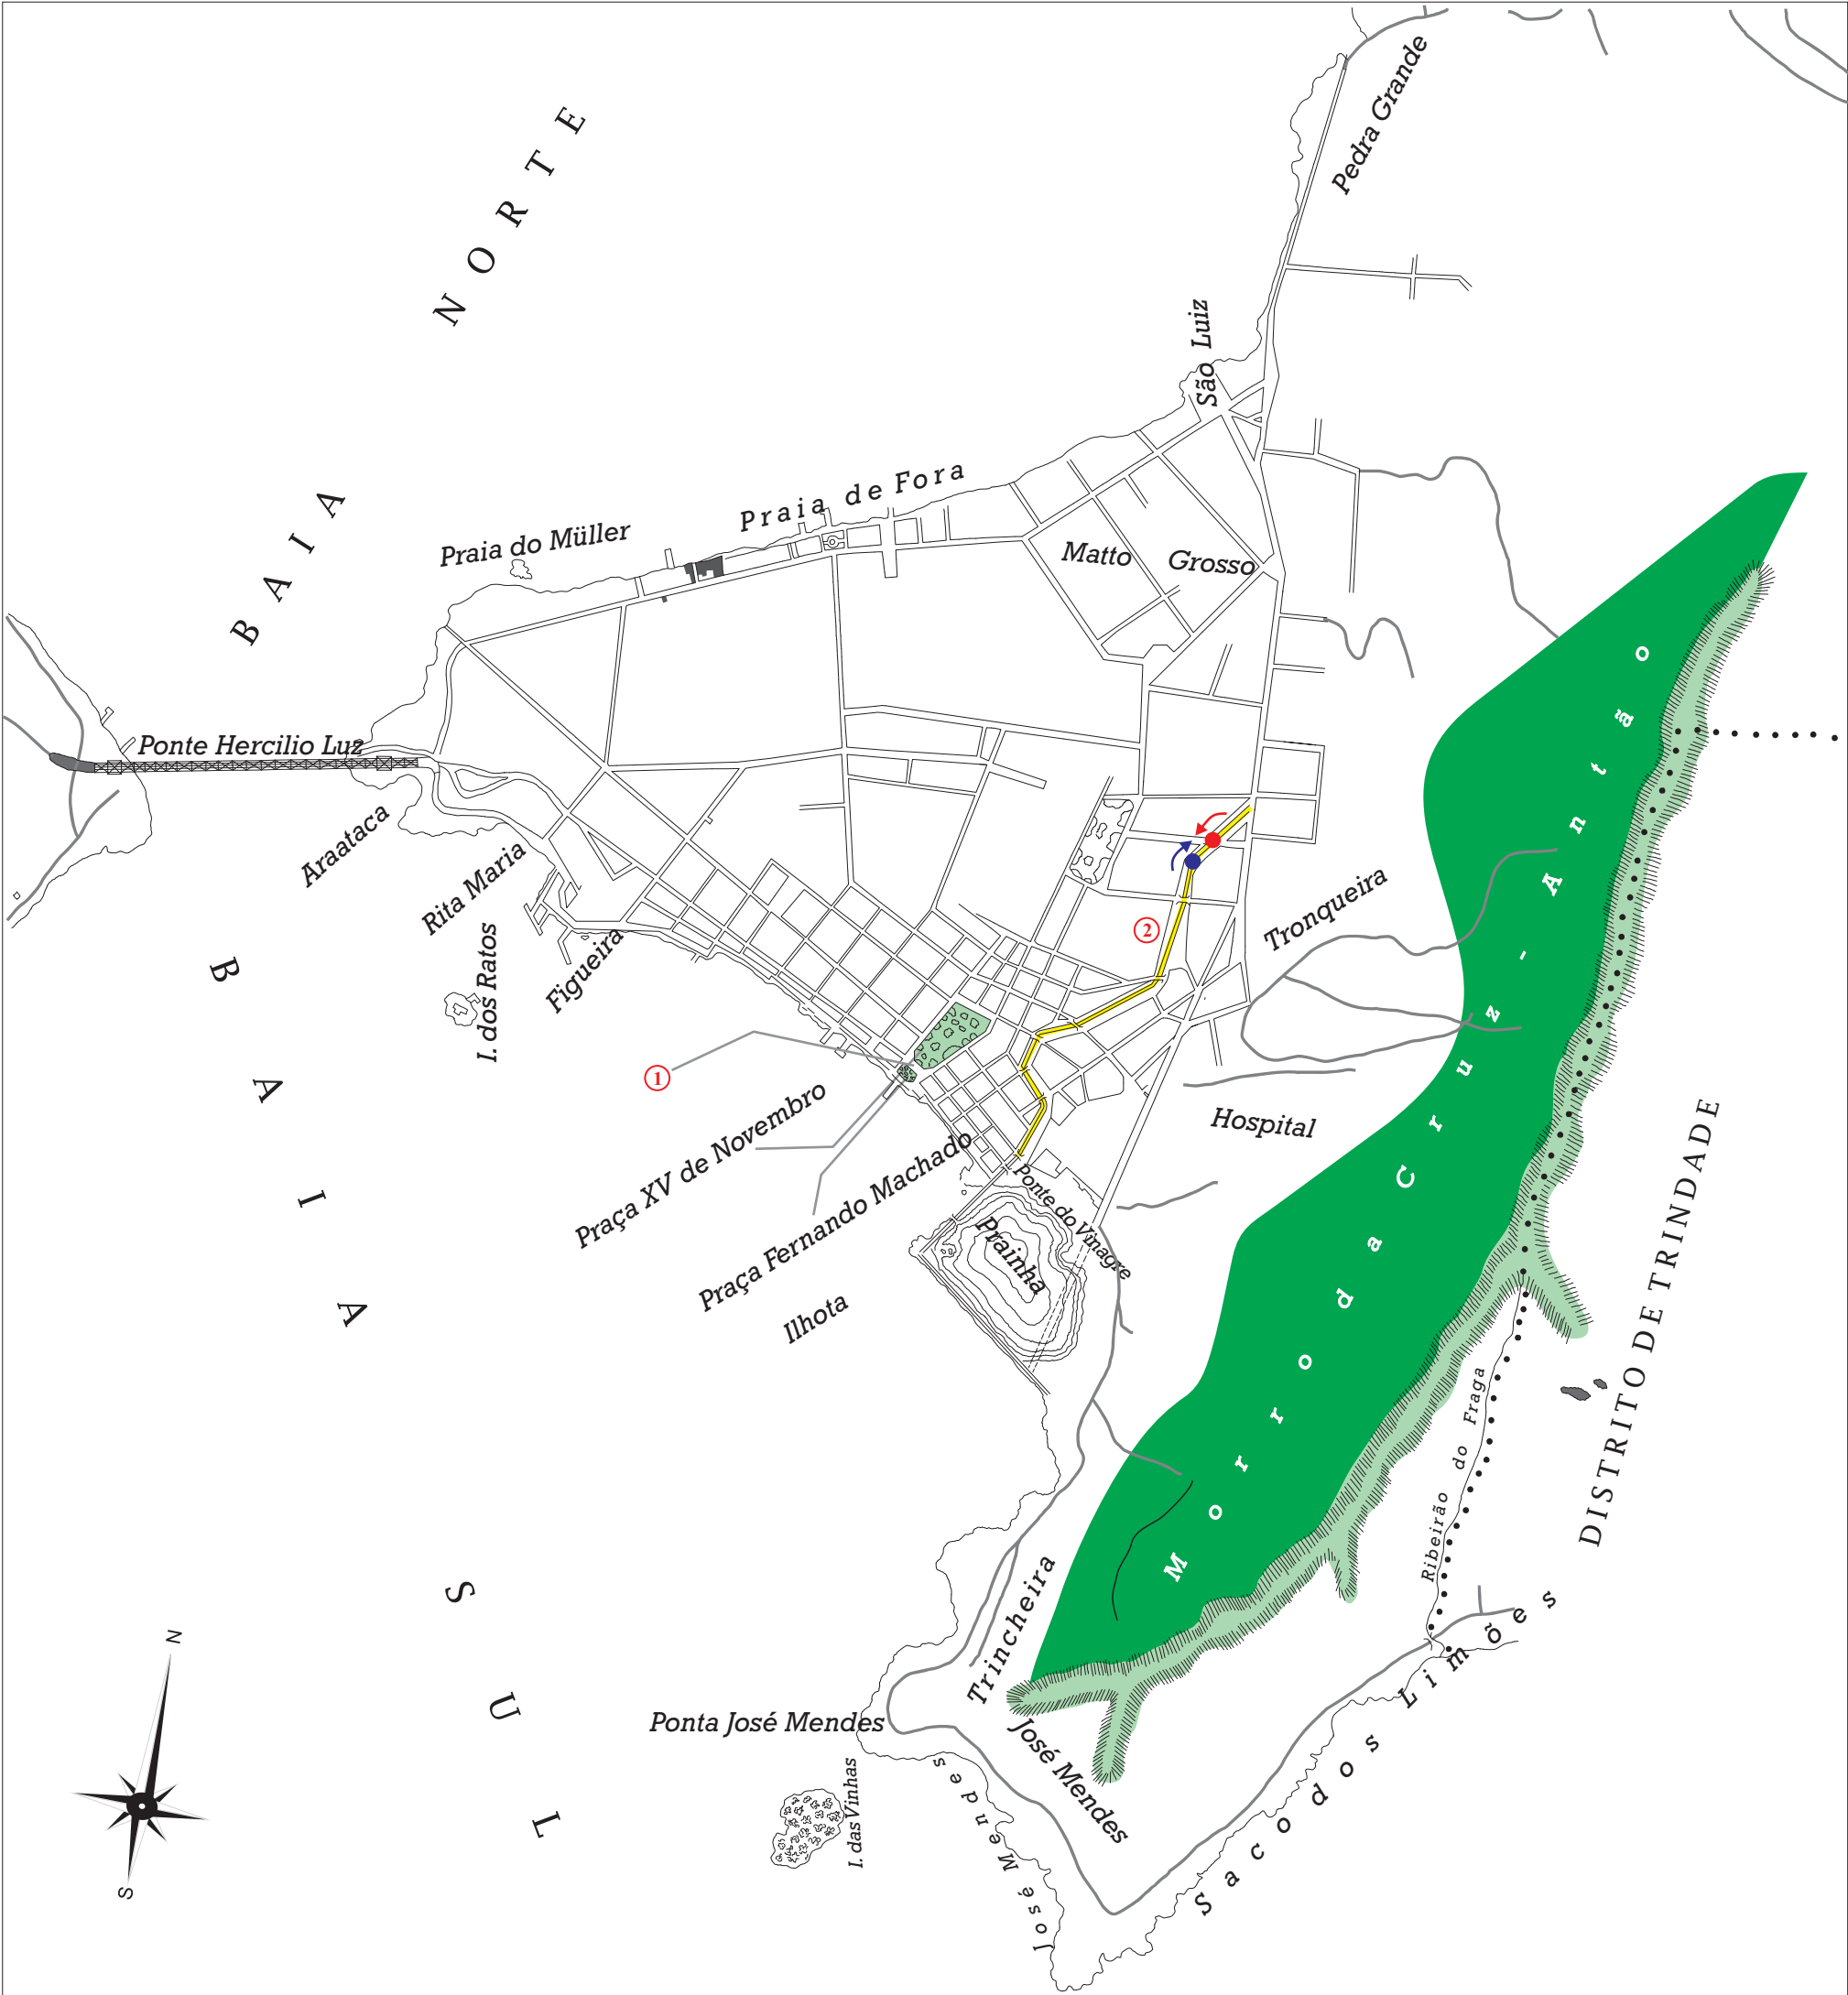 Pedra Grande
BAIA NORTE
São Luiz
Praia de Fora
Praia do Müller
Matto Grosso
Ponte Hercilio Luz
Araataca
Rita Maria
I. dos Ratos
Figueira
Tronqueira
2
1
Praça XV de Novembro
Praça Fernando Machado
Hospital
Ponte do Vinagre
Prainha
Ilhota
Morro da Cruz - Antão
BAIA SUL
DISTRITO DE TRINDADE
Ribeirão do Fraga
Trincheira
Saco dos Limões
Ponta José Mendes
José Mendes
José Mendes
I. das Vinhas
N
S